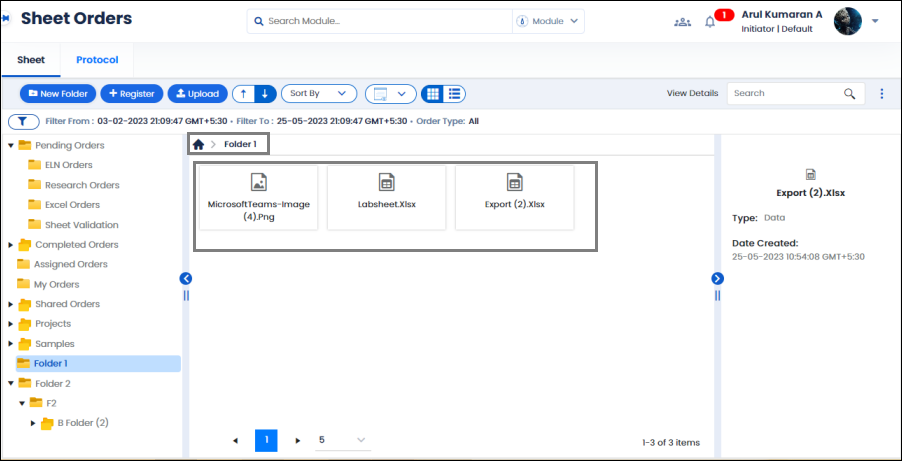 Sheet Orders
Search Module...
Module
1
Arul Kumaran A
Initiator | Default
Sheet
Protocol
New Folder
Register
Upload
Sort By
View Details
Search
Filter From : 03-02-2023 21:09:47 GMT+5:30 • Filter To : 25-05-2023 21:09:47 GMT+5:30 • Order Type: All
Pending Orders
ELN Orders
Research Orders
Excel Orders
Sheet Validation
Completed Orders
Assigned Orders
My Orders
Shared Orders
Projects
Samples
Folder 1
Folder 2
F2
B Folder (2)
Folder 1
MicrosoftTeams-Image
(4).Png
Labsheet.Xlsx
Export (2).Xlsx
1
5
1-3 of 3 items
Export (2).Xlsx
Type: Data
Date Created:
25-05-2023 10:54:08 GMT+5:30